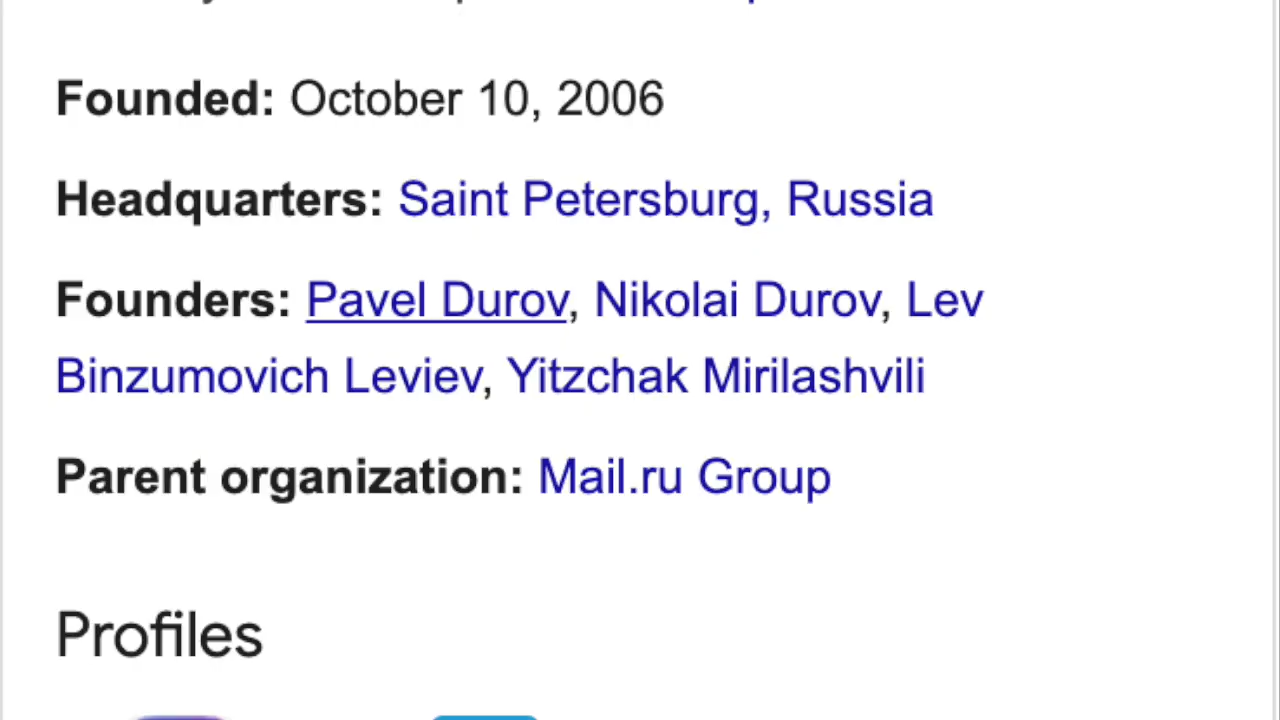 Founded: October 10, 2006
Headquarters: Saint Petersburg, Russia
Founders: Pavel Durov, Nikolai Durov, Lev
Binzumovich Leviev, Yitzchak Mirilashvili
Parent organization: Mail.ru Group
Profiles